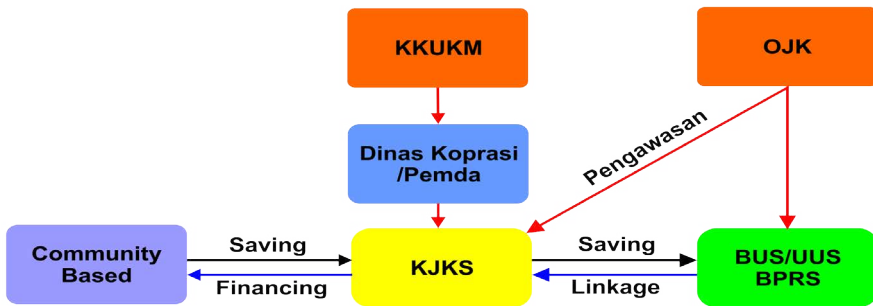 KKUKM
OJK
Pengawasan
Dinas Koprasi
/Pemda
Community
Based
Saving
Financing
KJKS
Saving
Linkage
BUS/UUS
BPRS